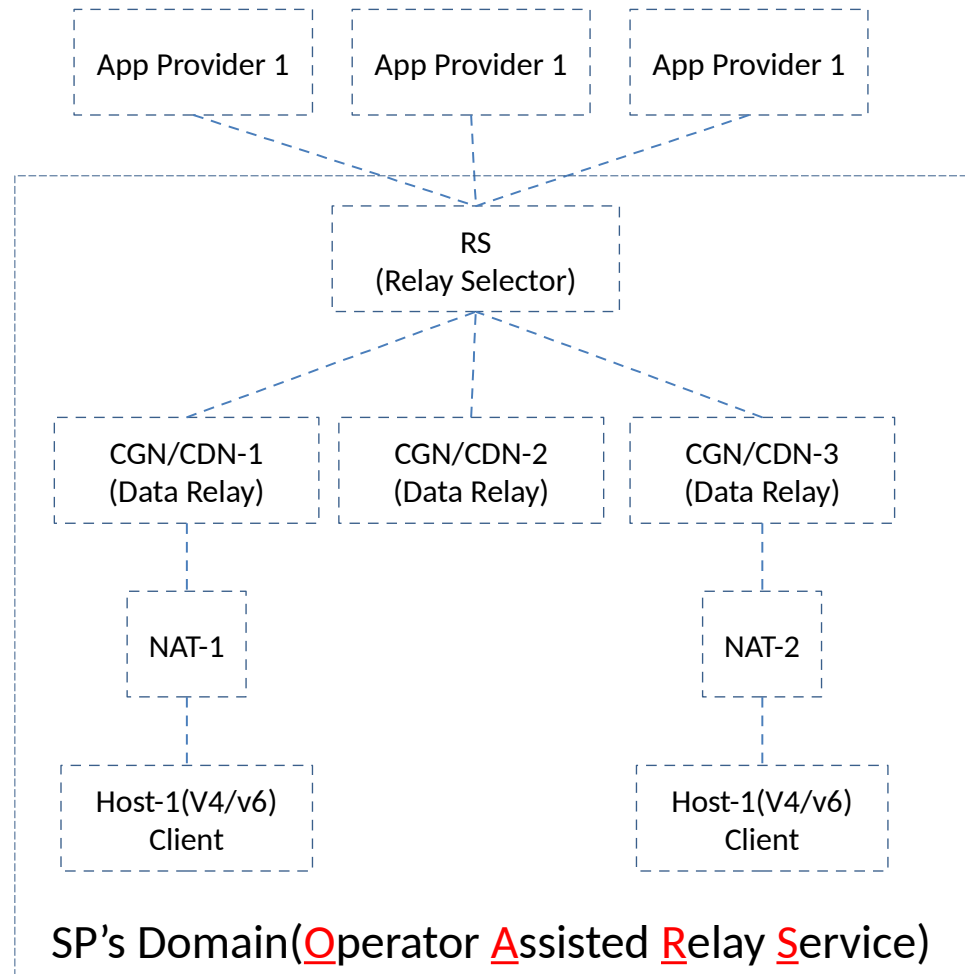 App Provider 1
App Provider 1
App Provider 1
RS
(Relay Selector)
CGN/CDN-1
(Data Relay)
CGN/CDN-2
(Data Relay)
CGN/CDN-3
(Data Relay)
NAT-1
NAT-2
Host-1(V4/v6)
Client
Host-1(V4/v6)
Client
SP’s Domain(Operator Assisted Relay Service)